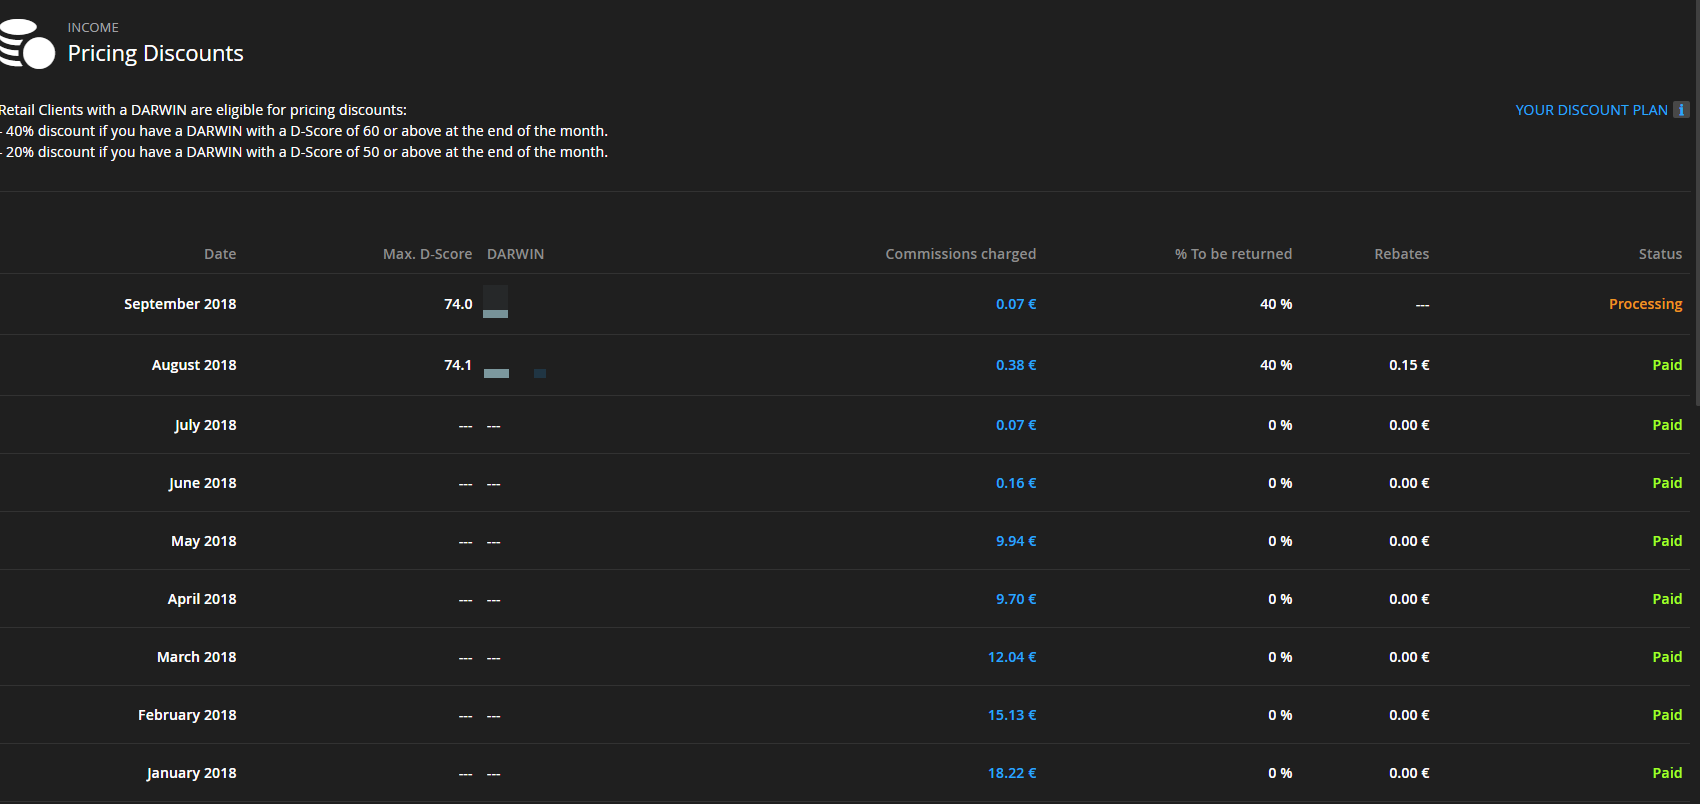 INCOME
Pricing Discounts
Retail Clients with a DARWIN are eligible for pricing discounts:
- 40% discount if you have a DARWIN with a D-Score of 60 or above at the end of the month.
- 20% discount if you have a DARWIN with a D-Score of 50 or above at the end of the month.
YOUR DISCOUNT PLAN i
Date Max. D-Score DARWIN Commissions charged % To be returned Rebates Status
September 2018 74.0 0.07 € 40 % --- Processing
August 2018 74.1 0.38 € 40 % 0.15 € Paid
July 2018 --- --- 0.07 € 0 % 0.00 € Paid
June 2018 --- --- 0.16 € 0 % 0.00 € Paid
May 2018 --- --- 9.94 € 0 % 0.00 € Paid
April 2018 --- --- 9.70 € 0 % 0.00 € Paid
March 2018 --- --- 12.04 € 0 % 0.00 € Paid
February 2018 --- --- 15.13 € 0 % 0.00 € Paid
January 2018 --- --- 18.22 € 0 % 0.00 € Paid